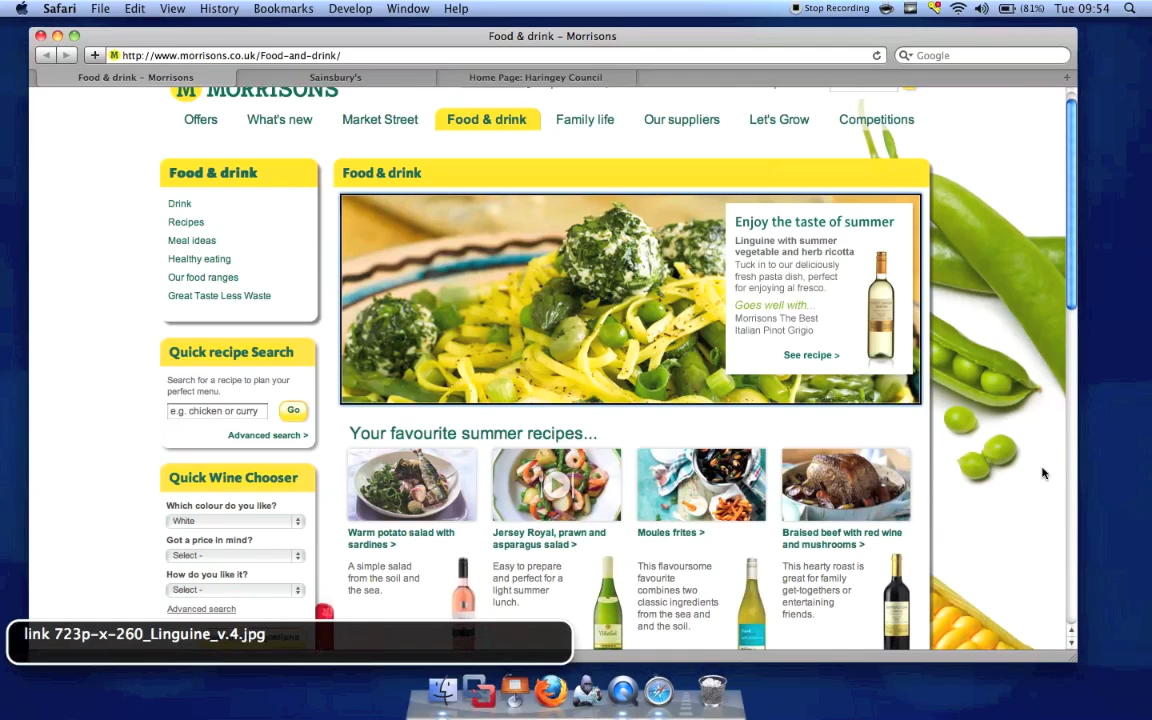 Safari File Edit View History Bookmarks Develop Window Help Stop Recording (81%) Tue 09:54
Food & drink – Morrisons
http://www.morrisons.co.uk/Food-and-drink/ Google
Food & drink – Morrisons Sainsbury's Home Page: Haringey Council
M MORRISONS
Offers What's new Market Street Food & drink Family life Our suppliers Let's Grow Competitions
Food & drink
Drink
Recipes
Meal ideas
Healthy eating
Our food ranges
Great Taste Less Waste
Quick recipe Search
Search for a recipe to plan your
perfect menu.
e.g. chicken or curry Go
Advanced search >
Quick Wine Chooser
Which colour do you like?
White
Got a price in mind?
Select -
How do you like it?
Select -
Advanced search
Food & drink
Enjoy the taste of summer
Linguine with summer
vegetable and herb ricotta
Tuck in to our deliciously
fresh pasta dish, perfect
for enjoying al fresco.
Goes well with...
Morrisons The Best
Italian Pinot Grigio
See recipe >
Your favourite summer recipes...
Warm potato salad with
sardines >
A simple salad
from the soil and
the sea.
Jersey Royal, prawn and
asparagus salad >
Easy to prepare
and perfect for a
light summer
lunch.
Moules frites >
This flavoursome
favourite
combines two
classic ingredients
from the sea and
and the soil.
Braised beef with red wine
and mushrooms >
This hearty roast is
great for family
get-togethers or
entertaining
friends.
link 723p-x-260_Linguine_v.4.jpg